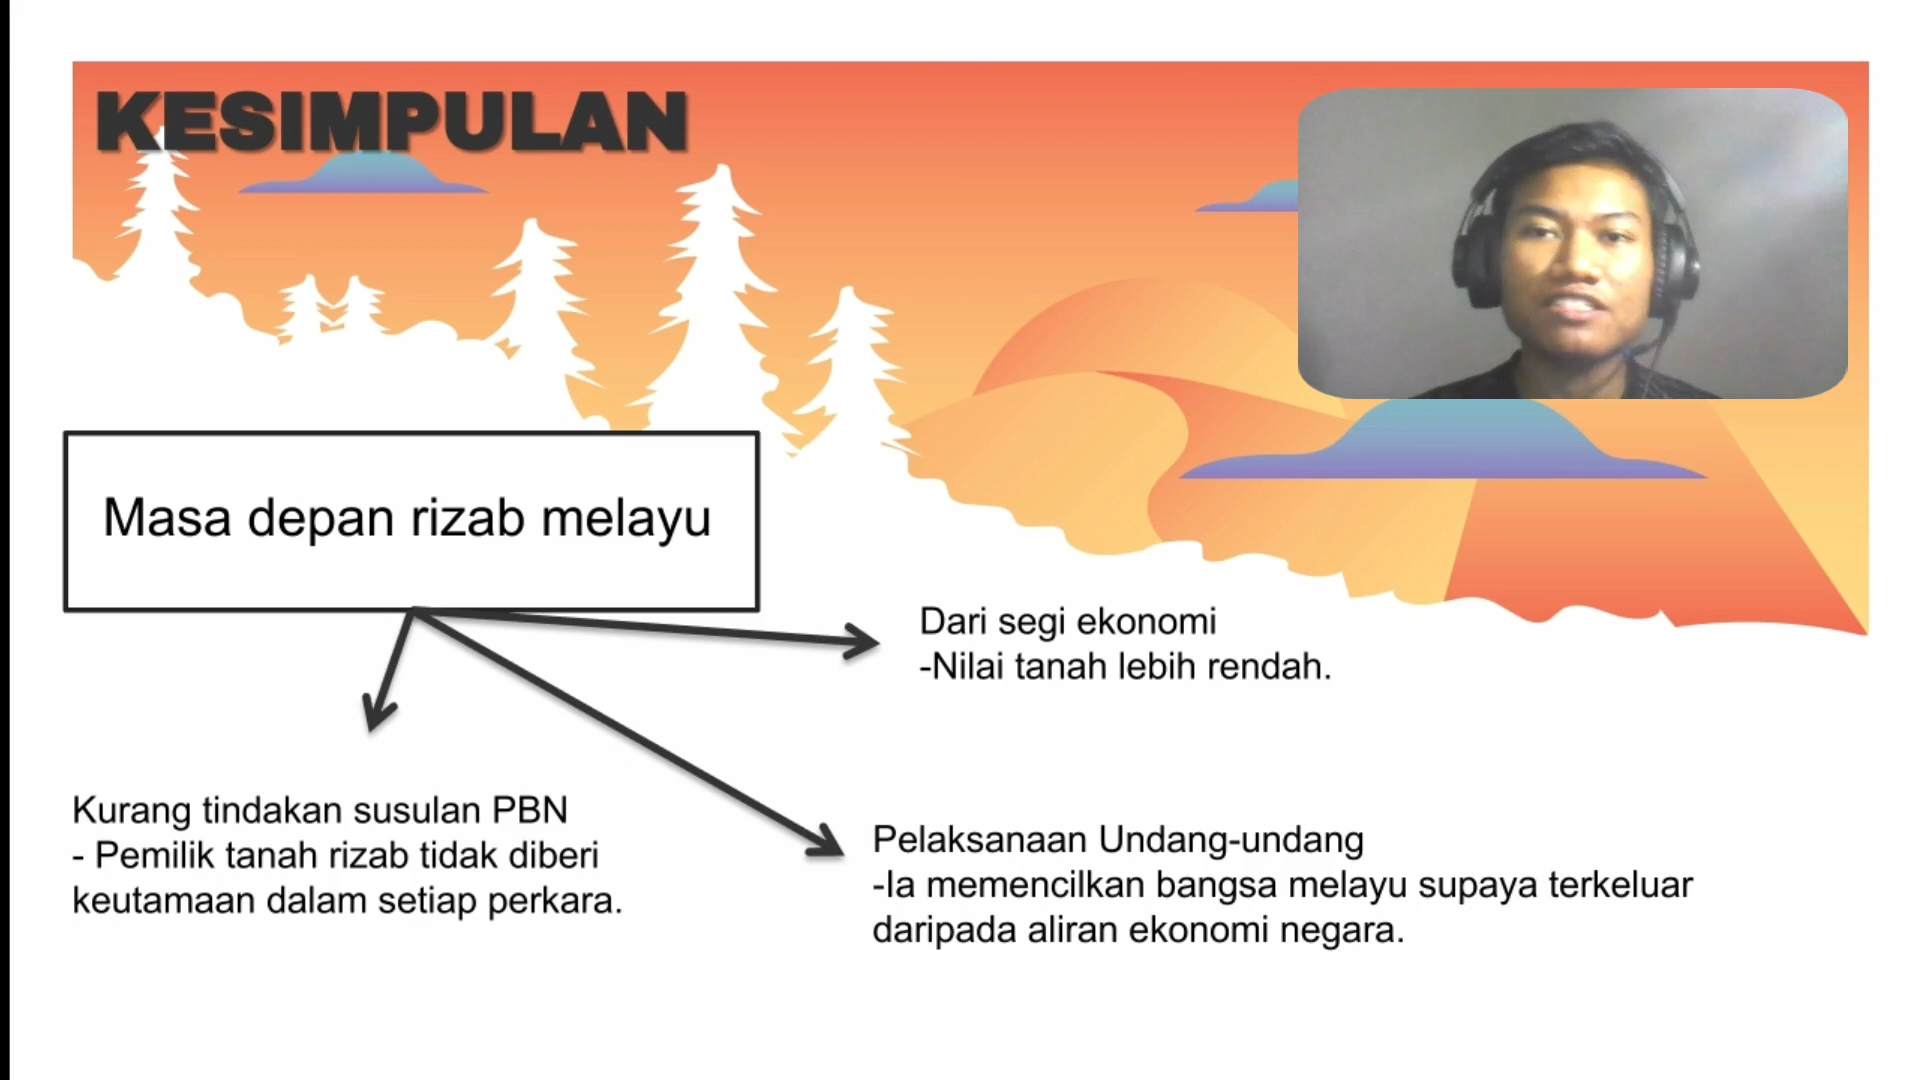 KESIMPULAN
Masa depan rizab melayu
Dari segi ekonomi
-Nilai tanah lebih rendah.
Kurang tindakan susulan PBN
- Pemilik tanah rizab tidak diberi
keutamaan dalam setiap perkara.
Pelaksanaan Undang-undang
-Ia memencilkan bangsa melayu supaya terkeluar
daripada aliran ekonomi negara.